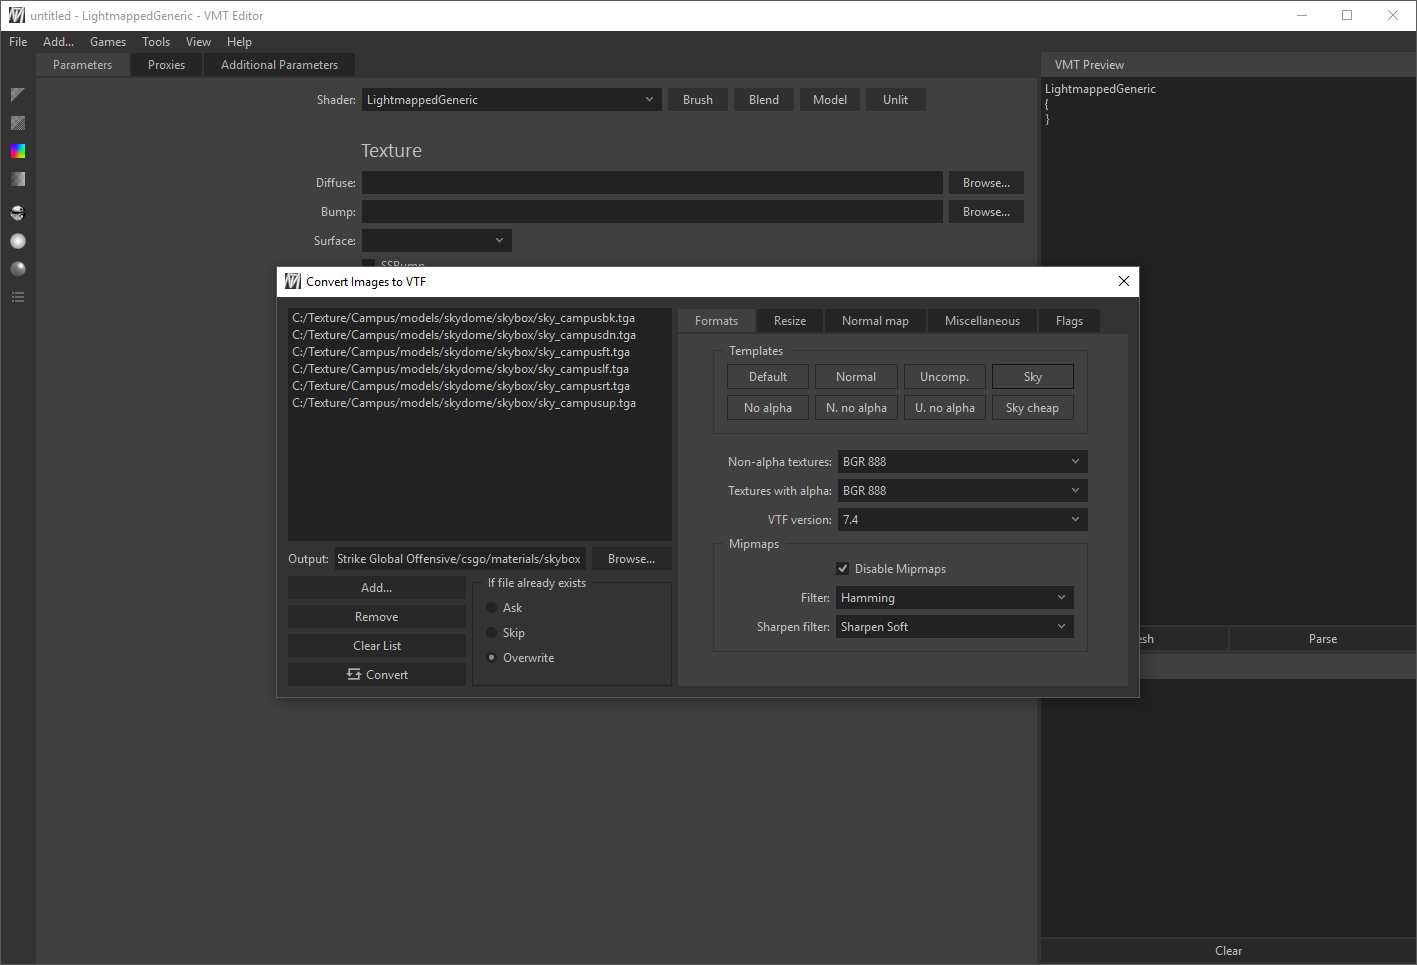 untitled - LightmappedGeneric - VMT Editor
File Add... Games Tools View Help
Parameters Proxies Additional Parameters
VMT Preview
Shader: LightmappedGeneric Brush Blend Model Unlit
LightmappedGeneric
{
}
Texture
Diffuse: Browse...
Bump: Browse...
Surface:
SSBump
Convert Images to VTF
C:/Texture/Campus/models/skydome/skybox/sky_campusbk.tga
C:/Texture/Campus/models/skydome/skybox/sky_campusdn.tga
C:/Texture/Campus/models/skydome/skybox/sky_campusft.tga
C:/Texture/Campus/models/skydome/skybox/sky_campuslf.tga
C:/Texture/Campus/models/skydome/skybox/sky_campusrt.tga
C:/Texture/Campus/models/skydome/skybox/sky_campusup.tga
Output: Strike Global Offensive/csgo/materials/skybox Browse...
Add...
Remove
Clear List
Convert
If file already exists
Ask
Skip
Overwrite
Formats Resize Normal map Miscellaneous Flags
Templates
Default Normal Uncomp. Sky
No alpha N. no alpha U. no alpha Sky cheap
Non-alpha textures: BGR 888
Textures with alpha: BGR 888
VTF version: 7.4
Mipmaps
Disable Mipmaps
Filter: Hamming
Sharpen filter: Sharpen Soft
esh Parse
Clear